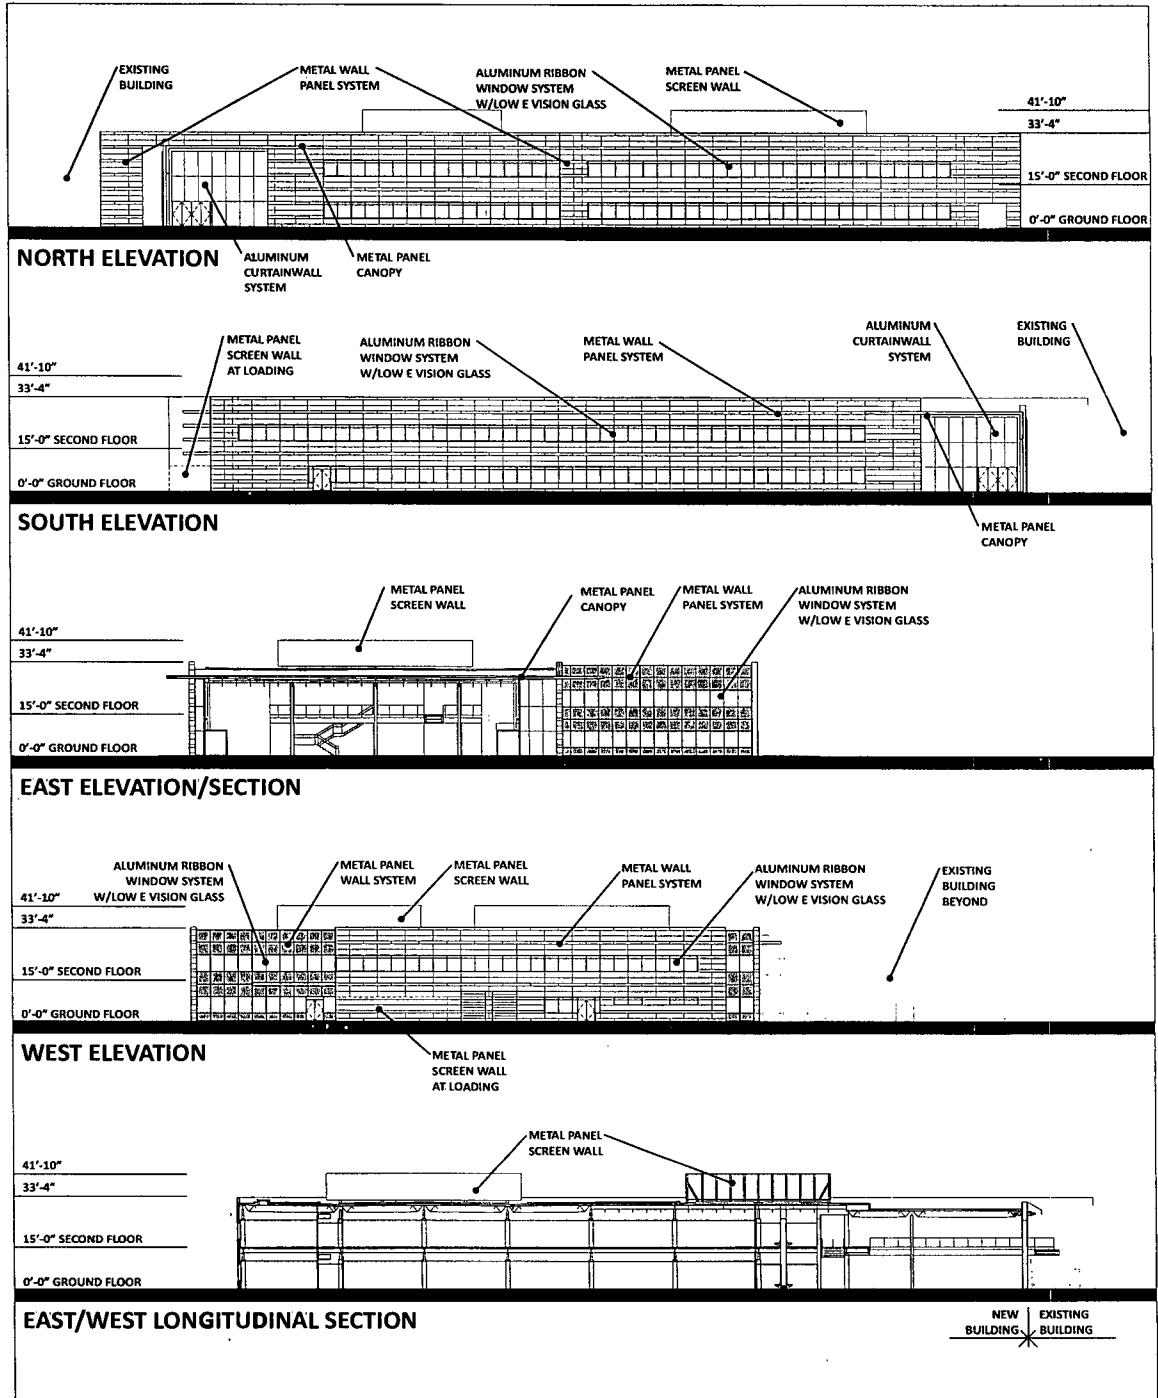 EXISTING
BUILDING
METAL WALL
PANEL SYSTEM
ALUMINUM RIBBON
WINDOW SYSTEM
W/LOW E VISION GLASS
METAL PANEL
SCREEN WALL
41'-10"
33'-4"
15'-0" SECOND FLOOR
0'-0" GROUND FLOOR
NORTH ELEVATION
ALUMINUM
CURTAINWALL
SYSTEM
METAL PANEL
CANOPY
METAL PANEL
SCREEN WALL
AT LOADING
ALUMINUM RIBBON
WINDOW SYSTEM
W/LOW E VISION GLASS
METAL WALL
PANEL SYSTEM
ALUMINUM
CURTAINWALL
SYSTEM
EXISTING
BUILDING
41'-10"
33'-4"
15'-0" SECOND FLOOR
0'-0" GROUND FLOOR
SOUTH ELEVATION
METAL PANEL
CANOPY
METAL PANEL
SCREEN WALL
METAL PANEL
CANOPY
METAL WALL
PANEL SYSTEM
ALUMINUM RIBBON
WINDOW SYSTEM
W/LOW E VISION GLASS
41'-10"
33'-4"
15'-0" SECOND FLOOR
0'-0" GROUND FLOOR
EAST ELEVATION/SECTION
ALUMINUM RIBBON
WINDOW SYSTEM
W/LOW E VISION GLASS
METAL PANEL
WALL SYSTEM
METAL PANEL
SCREEN WALL
METAL WALL
PANEL SYSTEM
ALUMINUM RIBBON
WINDOW SYSTEM
W/LOW E VISION GLASS
EXISTING
BUILDING
BEYOND
41'-10"
33'-4"
15'-0" SECOND FLOOR
0'-0" GROUND FLOOR
WEST ELEVATION
METAL PANEL
SCREEN WALL
AT LOADING
METAL PANEL
SCREEN WALL
41'-10"
33'-4"
15'-0" SECOND FLOOR
0'-0" GROUND FLOOR
EAST/WEST LONGITUDINAL SECTION
NEW
BUILDING
EXISTING
BUILDING